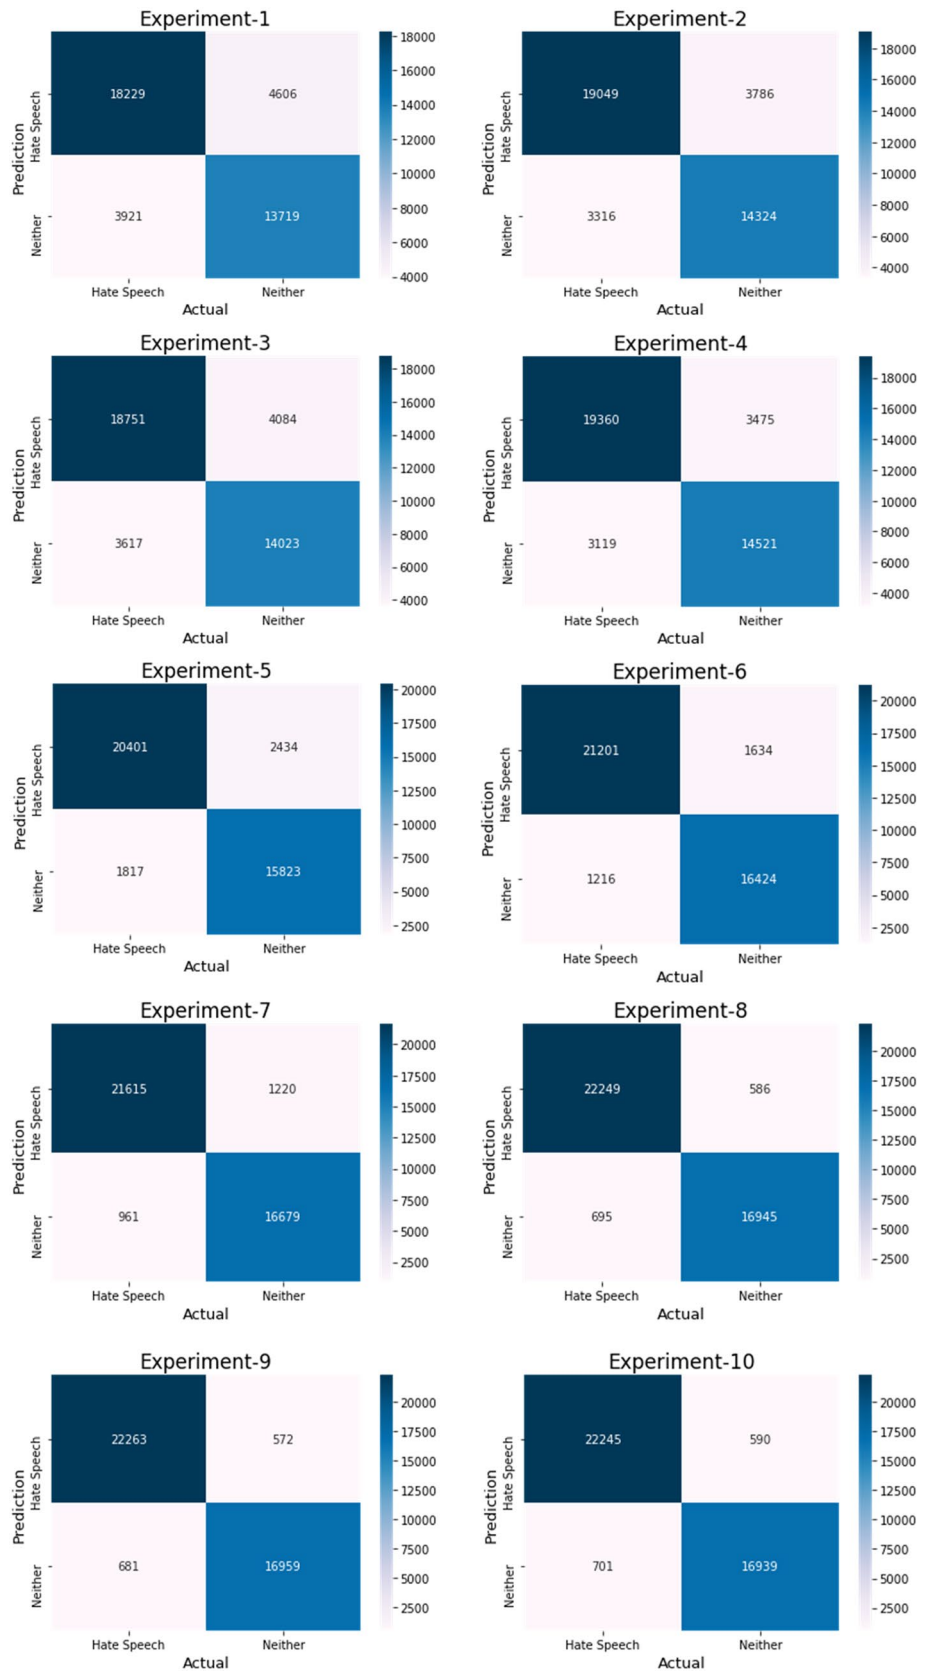 Experiment-1
Prediction
Hate Speech
Neither
18229
4606
3921
13719
Hate Speech
Neither
Actual
18000
16000
14000
12000
10000
8000
6000
4000
Experiment-2
Prediction
Hate Speech
Neither
19049
3786
3316
14324
Hate Speech
Neither
Actual
18000
16000
14000
12000
10000
8000
6000
4000
Experiment-3
Prediction
Hate Speech
Neither
18751
4084
3617
14023
Hate Speech
Neither
Actual
18000
16000
14000
12000
10000
8000
6000
4000
Experiment-4
Prediction
Hate Speech
Neither
19360
3475
3119
14521
Hate Speech
Neither
Actual
18000
16000
14000
12000
10000
8000
6000
4000
Experiment-5
Prediction
Hate Speech
Neither
20401
2434
1817
15823
Hate Speech
Neither
Actual
20000
17500
15000
12500
10000
7500
5000
2500
Experiment-6
Prediction
Hate Speech
Neither
21201
1634
1216
16424
Hate Speech
Neither
Actual
20000
17500
15000
12500
10000
7500
5000
2500
Experiment-7
Prediction
Hate Speech
Neither
21615
1220
961
16679
Hate Speech
Neither
Actual
20000
17500
15000
12500
10000
7500
5000
2500
Experiment-8
Prediction
Hate Speech
Neither
22249
586
695
16945
Hate Speech
Neither
Actual
20000
17500
15000
12500
10000
7500
5000
2500
Experiment-9
Prediction
Hate Speech
Neither
22263
572
681
16959
Hate Speech
Neither
Actual
20000
17500
15000
12500
10000
7500
5000
2500
Experiment-10
Prediction
Hate Speech
Neither
22245
590
701
16939
Hate Speech
Neither
Actual
20000
17500
15000
12500
10000
7500
5000
2500